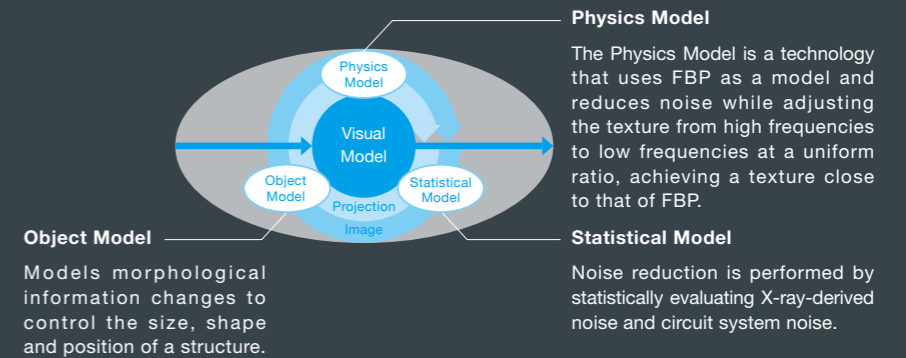 Physics Model
The Physics Model is a technology
that uses FBP as a model and
reduces noise while adjusting
the texture from high frequencies
to low frequencies at a uniform
ratio, achieving a texture close
to that of FBP.
Physics
Model
Visual
Model
Object
Model
Statistical
Model
Projection
Image
Object Model
Models morphological
information changes to
control the size, shape
and position of a structure.
Statistical Model
Noise reduction is performed by
statistically evaluating X-ray-derived
noise and circuit system noise.